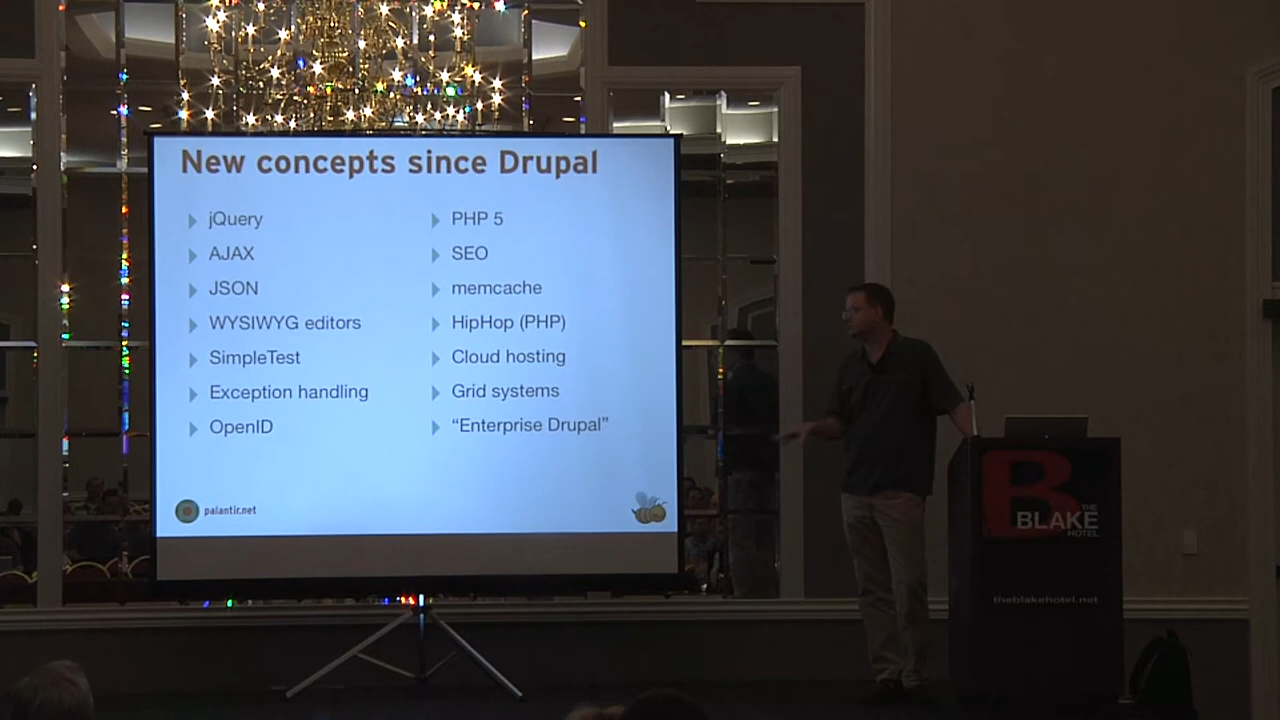 New concepts since Drupal
jQuery
AJAX
JSON
WYSIWYG editors
SimpleTest
Exception handling
OpenID
PHP 5
SEO
memcache
HipHop (PHP)
Cloud hosting
Grid systems
“Enterprise Drupal”
palantir.net
B
THE
BLAKE
HOTEL
theblakehotel.net